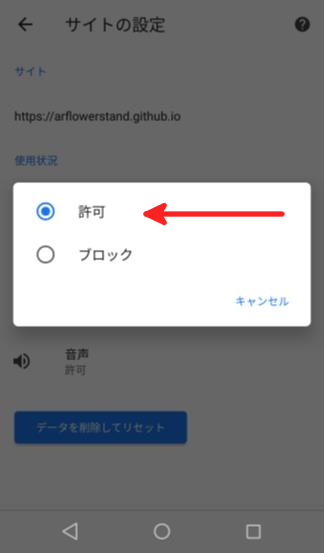 サイトの設定
サイト
https://arflowerstand.github.io
使用状況
許可
ブロック
キャンセル
音声
許可
データを削除してリセット